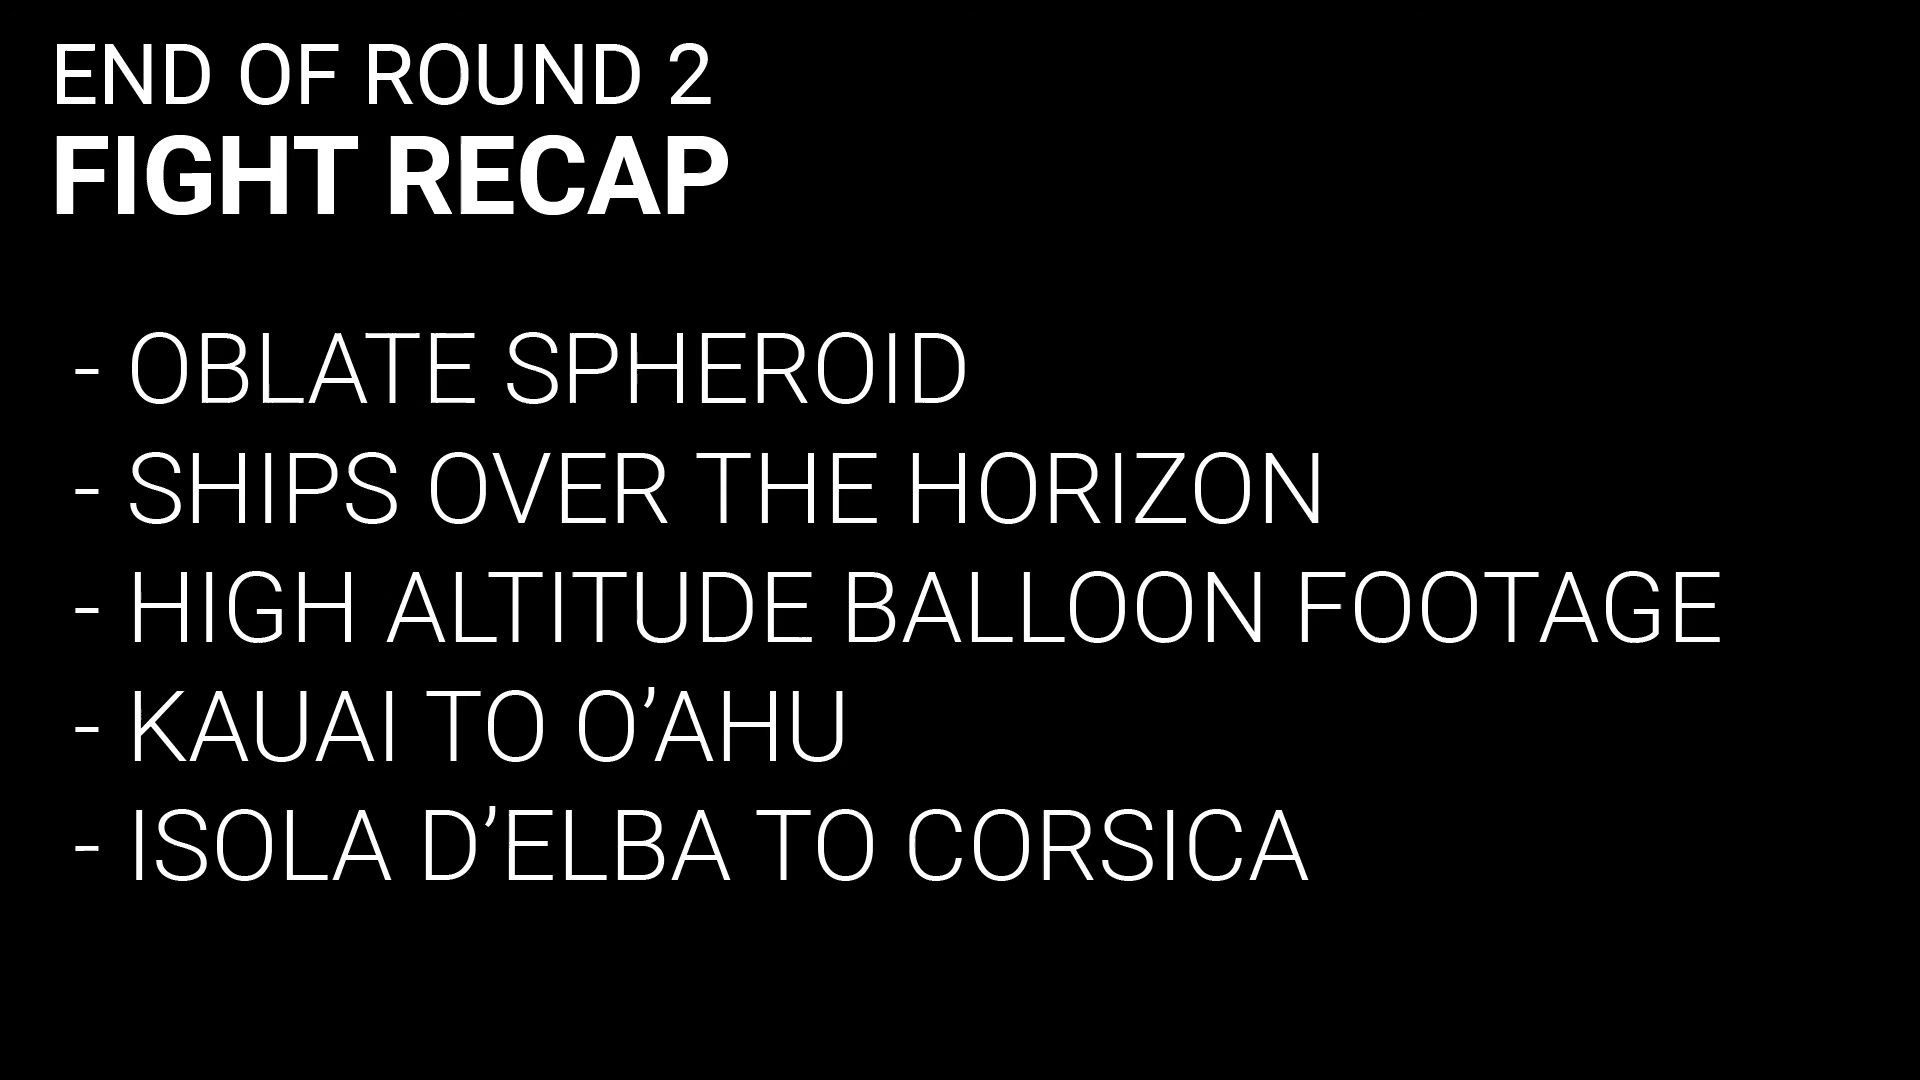 END OF ROUND 2
FIGHT RECAP
- OBLATE SPHEROID
- SHIPS OVER THE HORIZON
- HIGH ALTITUDE BALLOON FOOTAGE
- KAUAI TO O’AHU
- ISOLA D’ELBA TO CORSICA